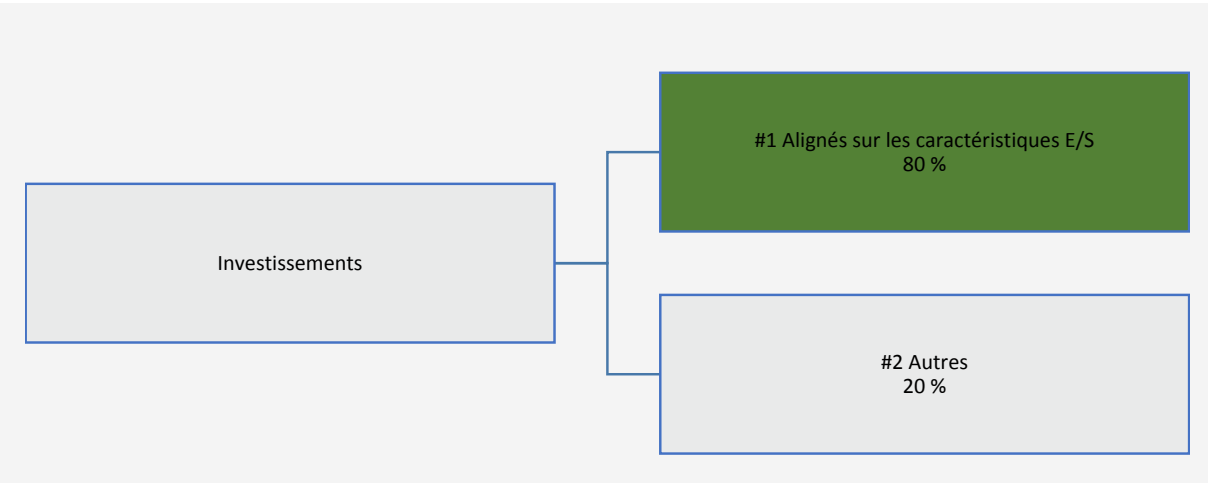 Investissements
#1 Alignés sur les caractéristiques E/S
80 %
#2 Autres
20 %